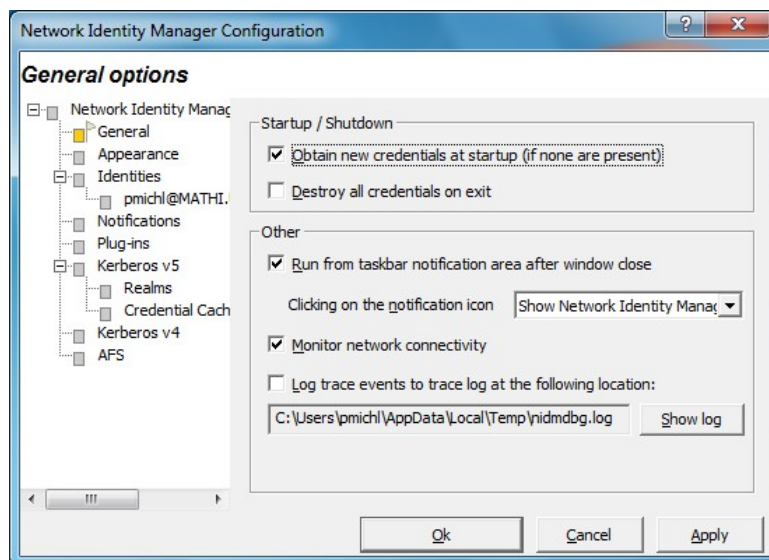 Network Identity Manager Configuration
General options
Network Identity Manag
General
Appearance
Identities
pmichl@MATHI.
Notifications
Plug-ins
Kerberos v5
Realms
Credential Cach
Kerberos v4
AFS
Startup / Shutdown
Obtain new credentials at startup (if none are present)
Destroy all credentials on exit
Other
Run from taskbar notification area after window close
Clicking on the notification icon Show Network Identity Manag
Monitor network connectivity
Log trace events to trace log at the following location:
C:\Users\pmichl\AppData\Local\Temp\nidmdbg.log Show log
Ok Cancel Apply